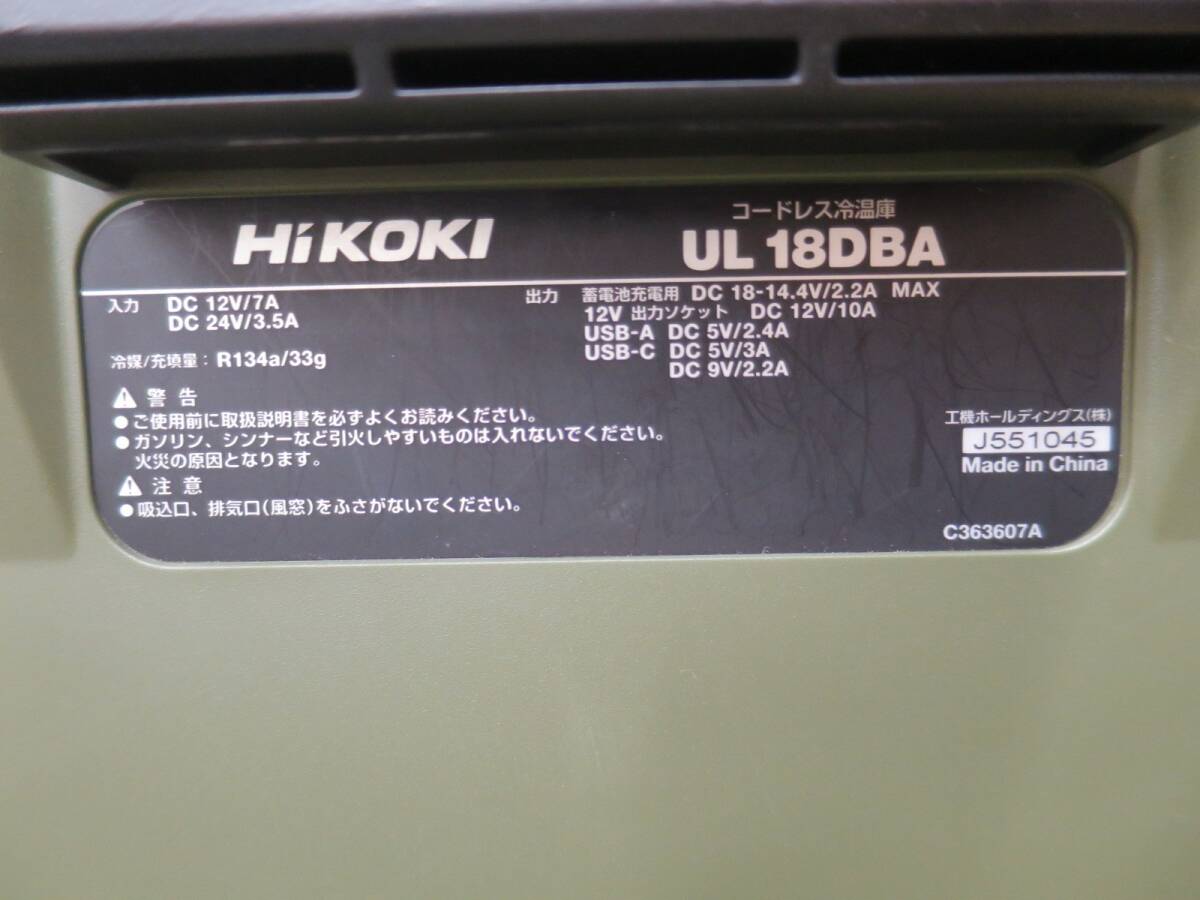 HiKOKI
コードレス冷温庫
UL 18DBA
入力 DC 12V/7A
DC 24V/3.5A
冷媒/充填量: R134a/33g
出力 蓄電池充電用 DC 18-14.4V/2.2A MAX
12V 出力ソケット DC 12V/10A
USB-A DC 5V/2.4A
USB-C DC 5V/3A
DC 9V/2.2A
⚠ 警告
●ご使用前に取扱説明書を必ずよくお読みください。
●ガソリン、シンナーなど引火しやすいものは入れないでください。
火災の原因となります。
⚠ 注意
●吸込口、排気口(風窓)をふさがないでください。
工機ホールディングス(株)
J551045
Made in China
C363607A